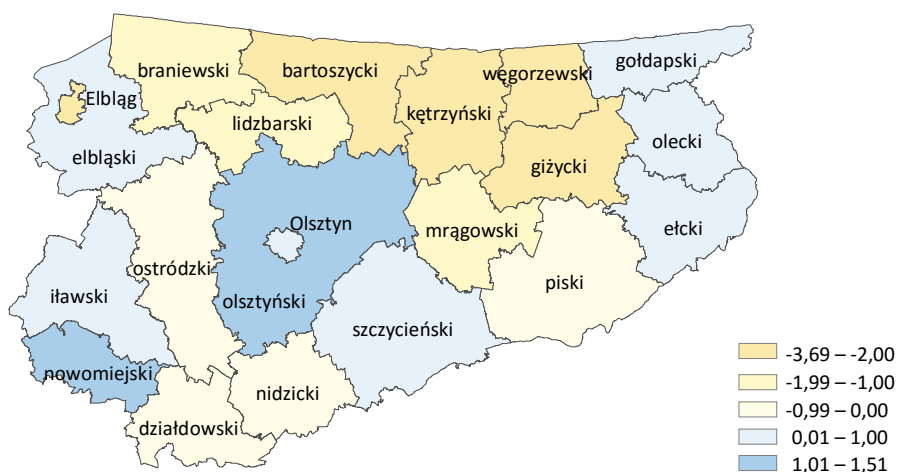 gołdapski
braniewski
bartoszycki
węgorzewski
Elbląg
kętrzyński
lidzbarski
olecki
elbląski
giżycki
Olsztyn
mrągowski
ełcki
ostródzki
piski
iławski
olsztyński
szczycieński
nowomiejski
nidzicki
działdowski
-3,69 – -2,00
-1,99 – -1,00
-0,99 – 0,00
0,01 – 1,00
1,01 – 1,51